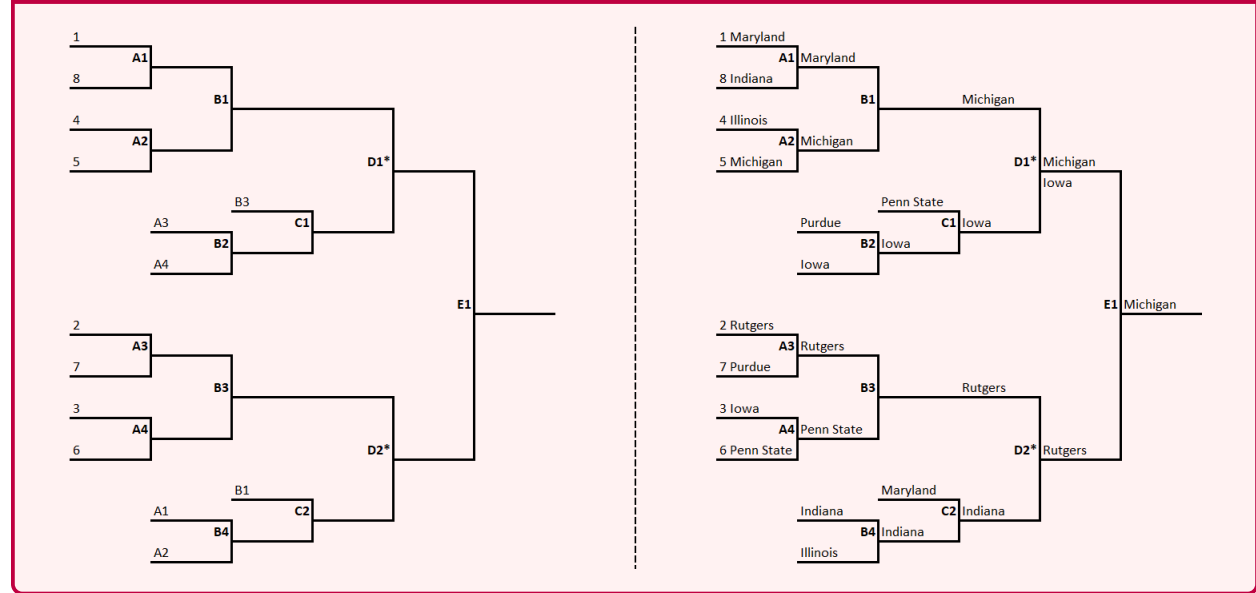 1
A1
8
B1
4
A2
5
D1*
B3
A3
C1
B2
A4
E1
2
A3
7
B3
3
A4
6
D2*
B1
A1
C2
B4
A2
1 Maryland
A1 Maryland
8 Indiana
B1 Michigan
4 Illinois
A2 Michigan
5 Michigan
D1* Michigan
Iowa
Penn State
Purdue
C1 Iowa
B2 Iowa
Iowa
E1 Michigan
2 Rutgers
A3 Rutgers
7 Purdue
B3 Rutgers
3 Iowa
A4 Penn State
6 Penn State
D2* Rutgers
Maryland
Indiana
C2 Indiana
B4 Indiana
Illinois